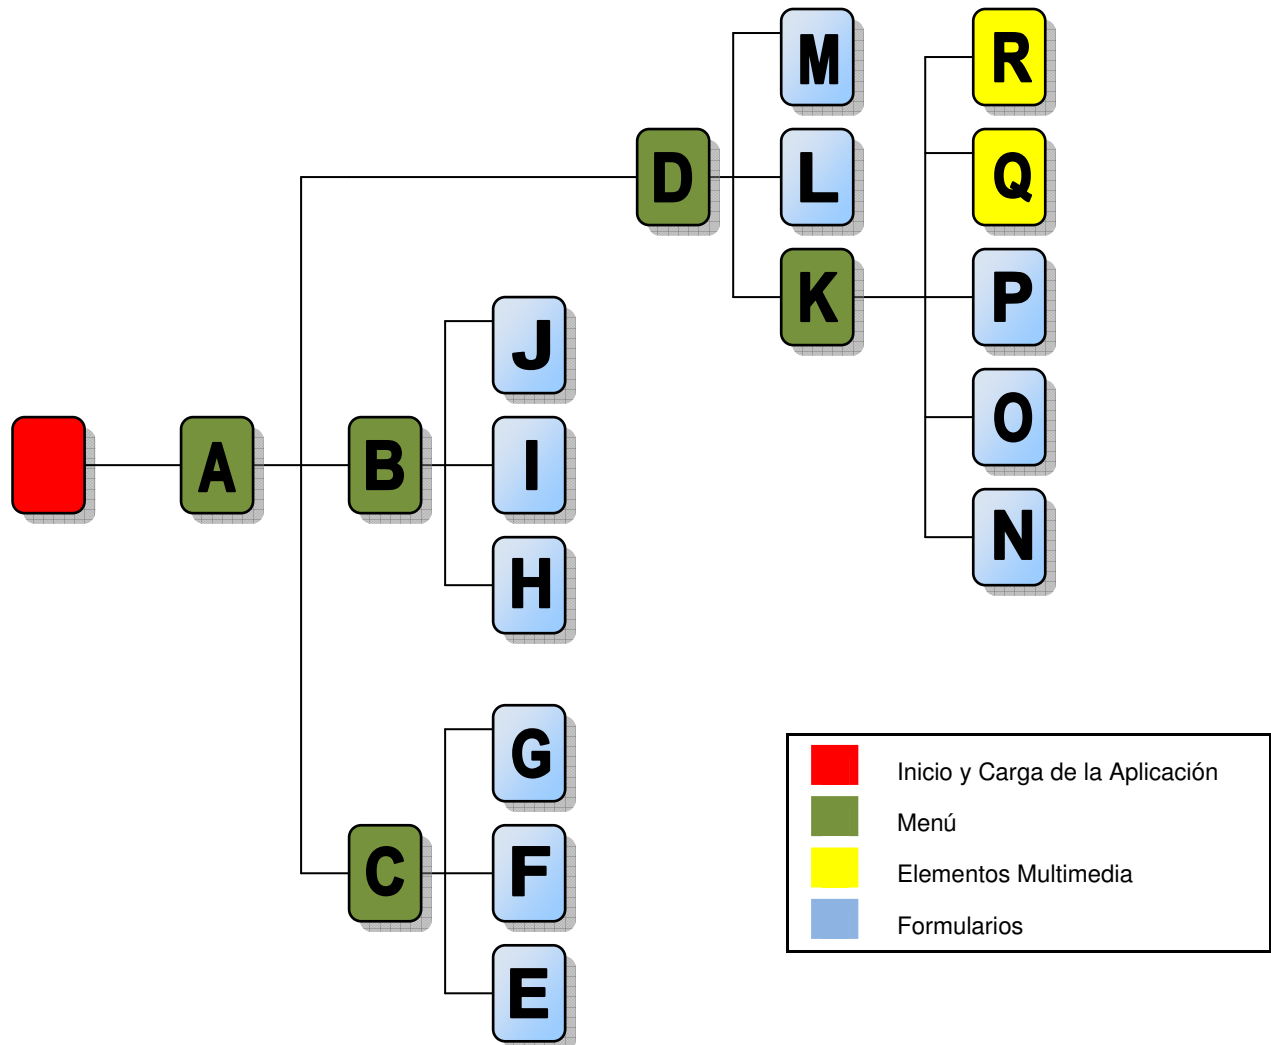 M
R
D
L
Q
K
P
J
O
A
B
I
N
H
G
C
F
E
Inicio y Carga de la Aplicación
Menú
Elementos Multimedia
Formularios